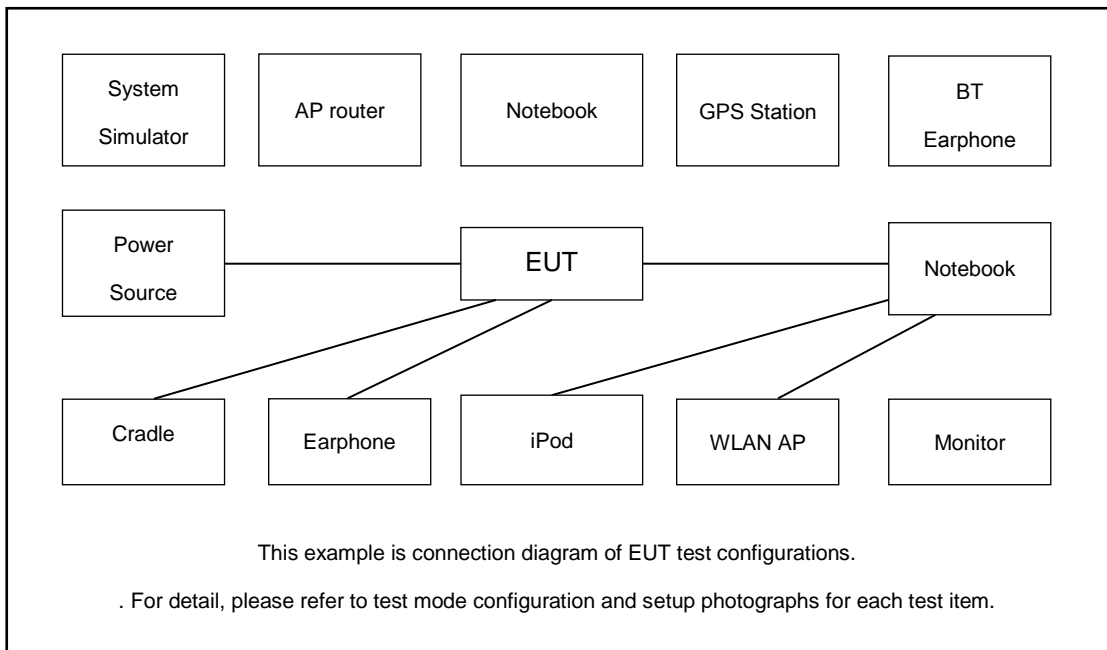 System
Simulator
AP router
Notebook
GPS Station
BT
Earphone
Power
Source
EUT
Notebook
Cradle
Earphone
iPod
WLAN AP
Monitor
This example is connection diagram of EUT test configurations.
. For detail, please refer to test mode configuration and setup photographs for each test item.